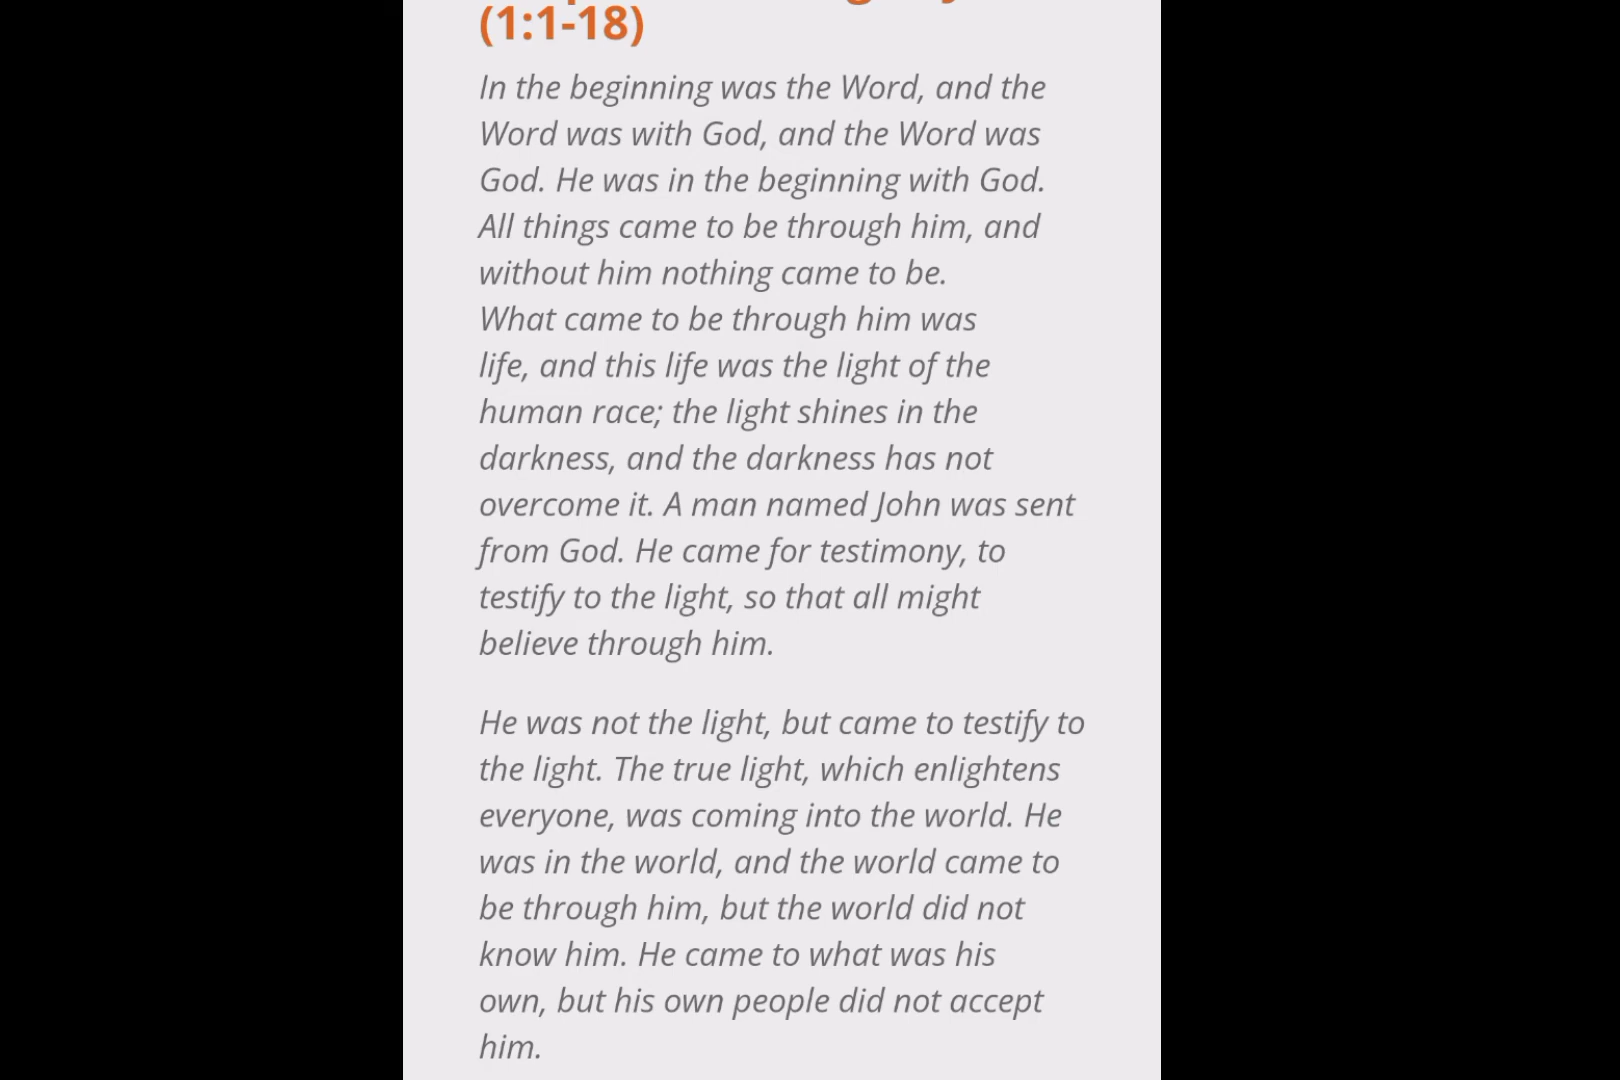 (1:1-18)
In the beginning was the Word, and the
Word was with God, and the Word was
God. He was in the beginning with God.
All things came to be through him, and
without him nothing came to be.
What came to be through him was
life, and this life was the light of the
human race; the light shines in the
darkness, and the darkness has not
overcome it. A man named John was sent
from God. He came for testimony, to
testify to the light, so that all might
believe through him.
He was not the light, but came to testify to
the light. The true light, which enlightens
everyone, was coming into the world. He
was in the world, and the world came to
be through him, but the world did not
know him. He came to what was his
own, but his own people did not accept
him.